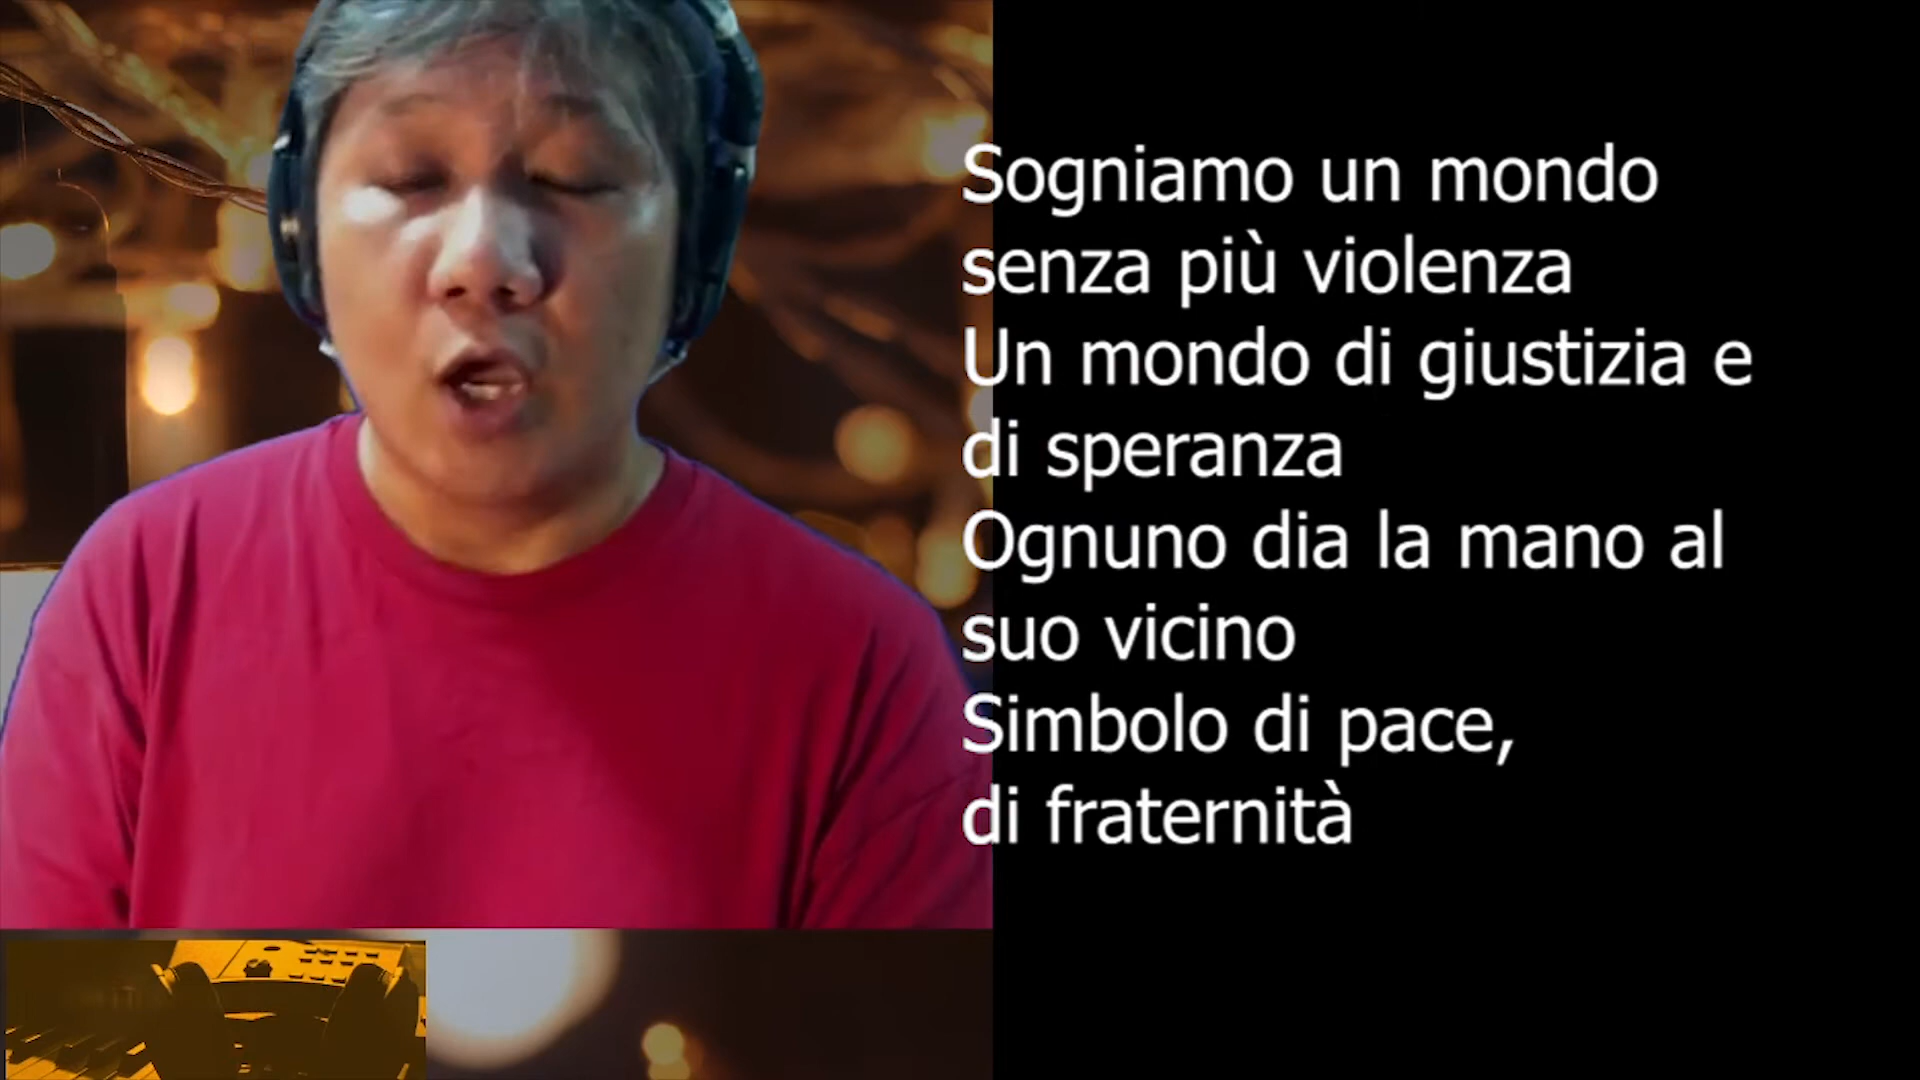 Sogniamo un mondo
senza più violenza
Un mondo di giustizia e
di speranza
Ognuno dia la mano al
suo vicino
Simbolo di pace,
di fraternità